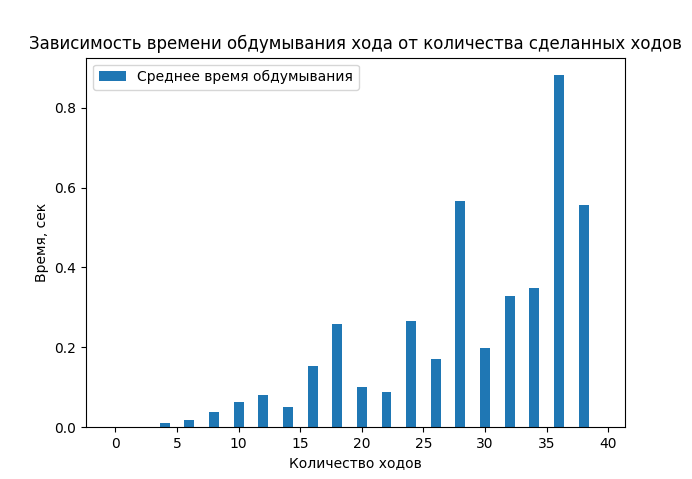 Зависимость времени обдумывания хода от количества сделанных ходов
Среднее время обдумывания
0.8
0.6
0.4
0.2
0.0
Время, сек
0 5 10 15 20 25 30 35 40
Количество ходов